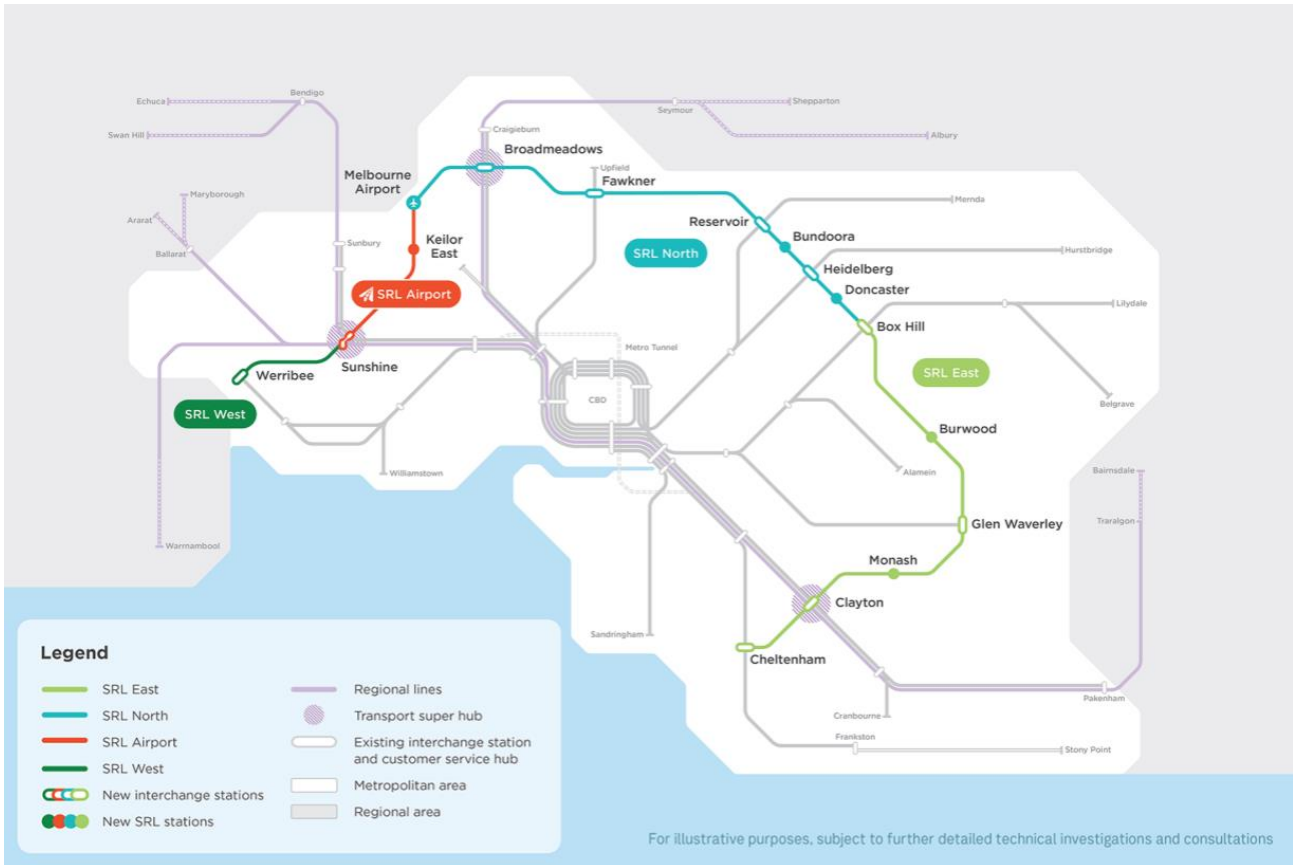 Echuca
Bendigo
Swan Hill
Seymour
Shepparton
Albury
Craigieburn
Broadmeadows
Melbourne
Airport
Upfield
Fawkner
Maryborough
Ararat
Ballarat
Sunbury
Keilor
East
Reservoir
Mernda
Bundoora
SRL North
Hurstbridge
Heidelberg
Doncaster
SRL Airport
Lilydale
Box Hill
Metro Tunnel
Sunshine
Werribee
SRL West
CBD
SRL East
Belgrave
Burwood
Williamstown
Alamein
Bairnsdale
Traralgon
Glen Waverley
Warrnambool
Monash
Clayton
Sandringham
Cheltenham
Pakenham
Cranbourne
Frankston
Stony Point
Legend
SRL East
SRL North
SRL Airport
SRL West
New interchange stations
New SRL stations
Regional lines
Transport super hub
Existing interchange station
and customer service hub
Metropolitan area
Regional area
For illustrative purposes, subject to further detailed technical investigations and consultations